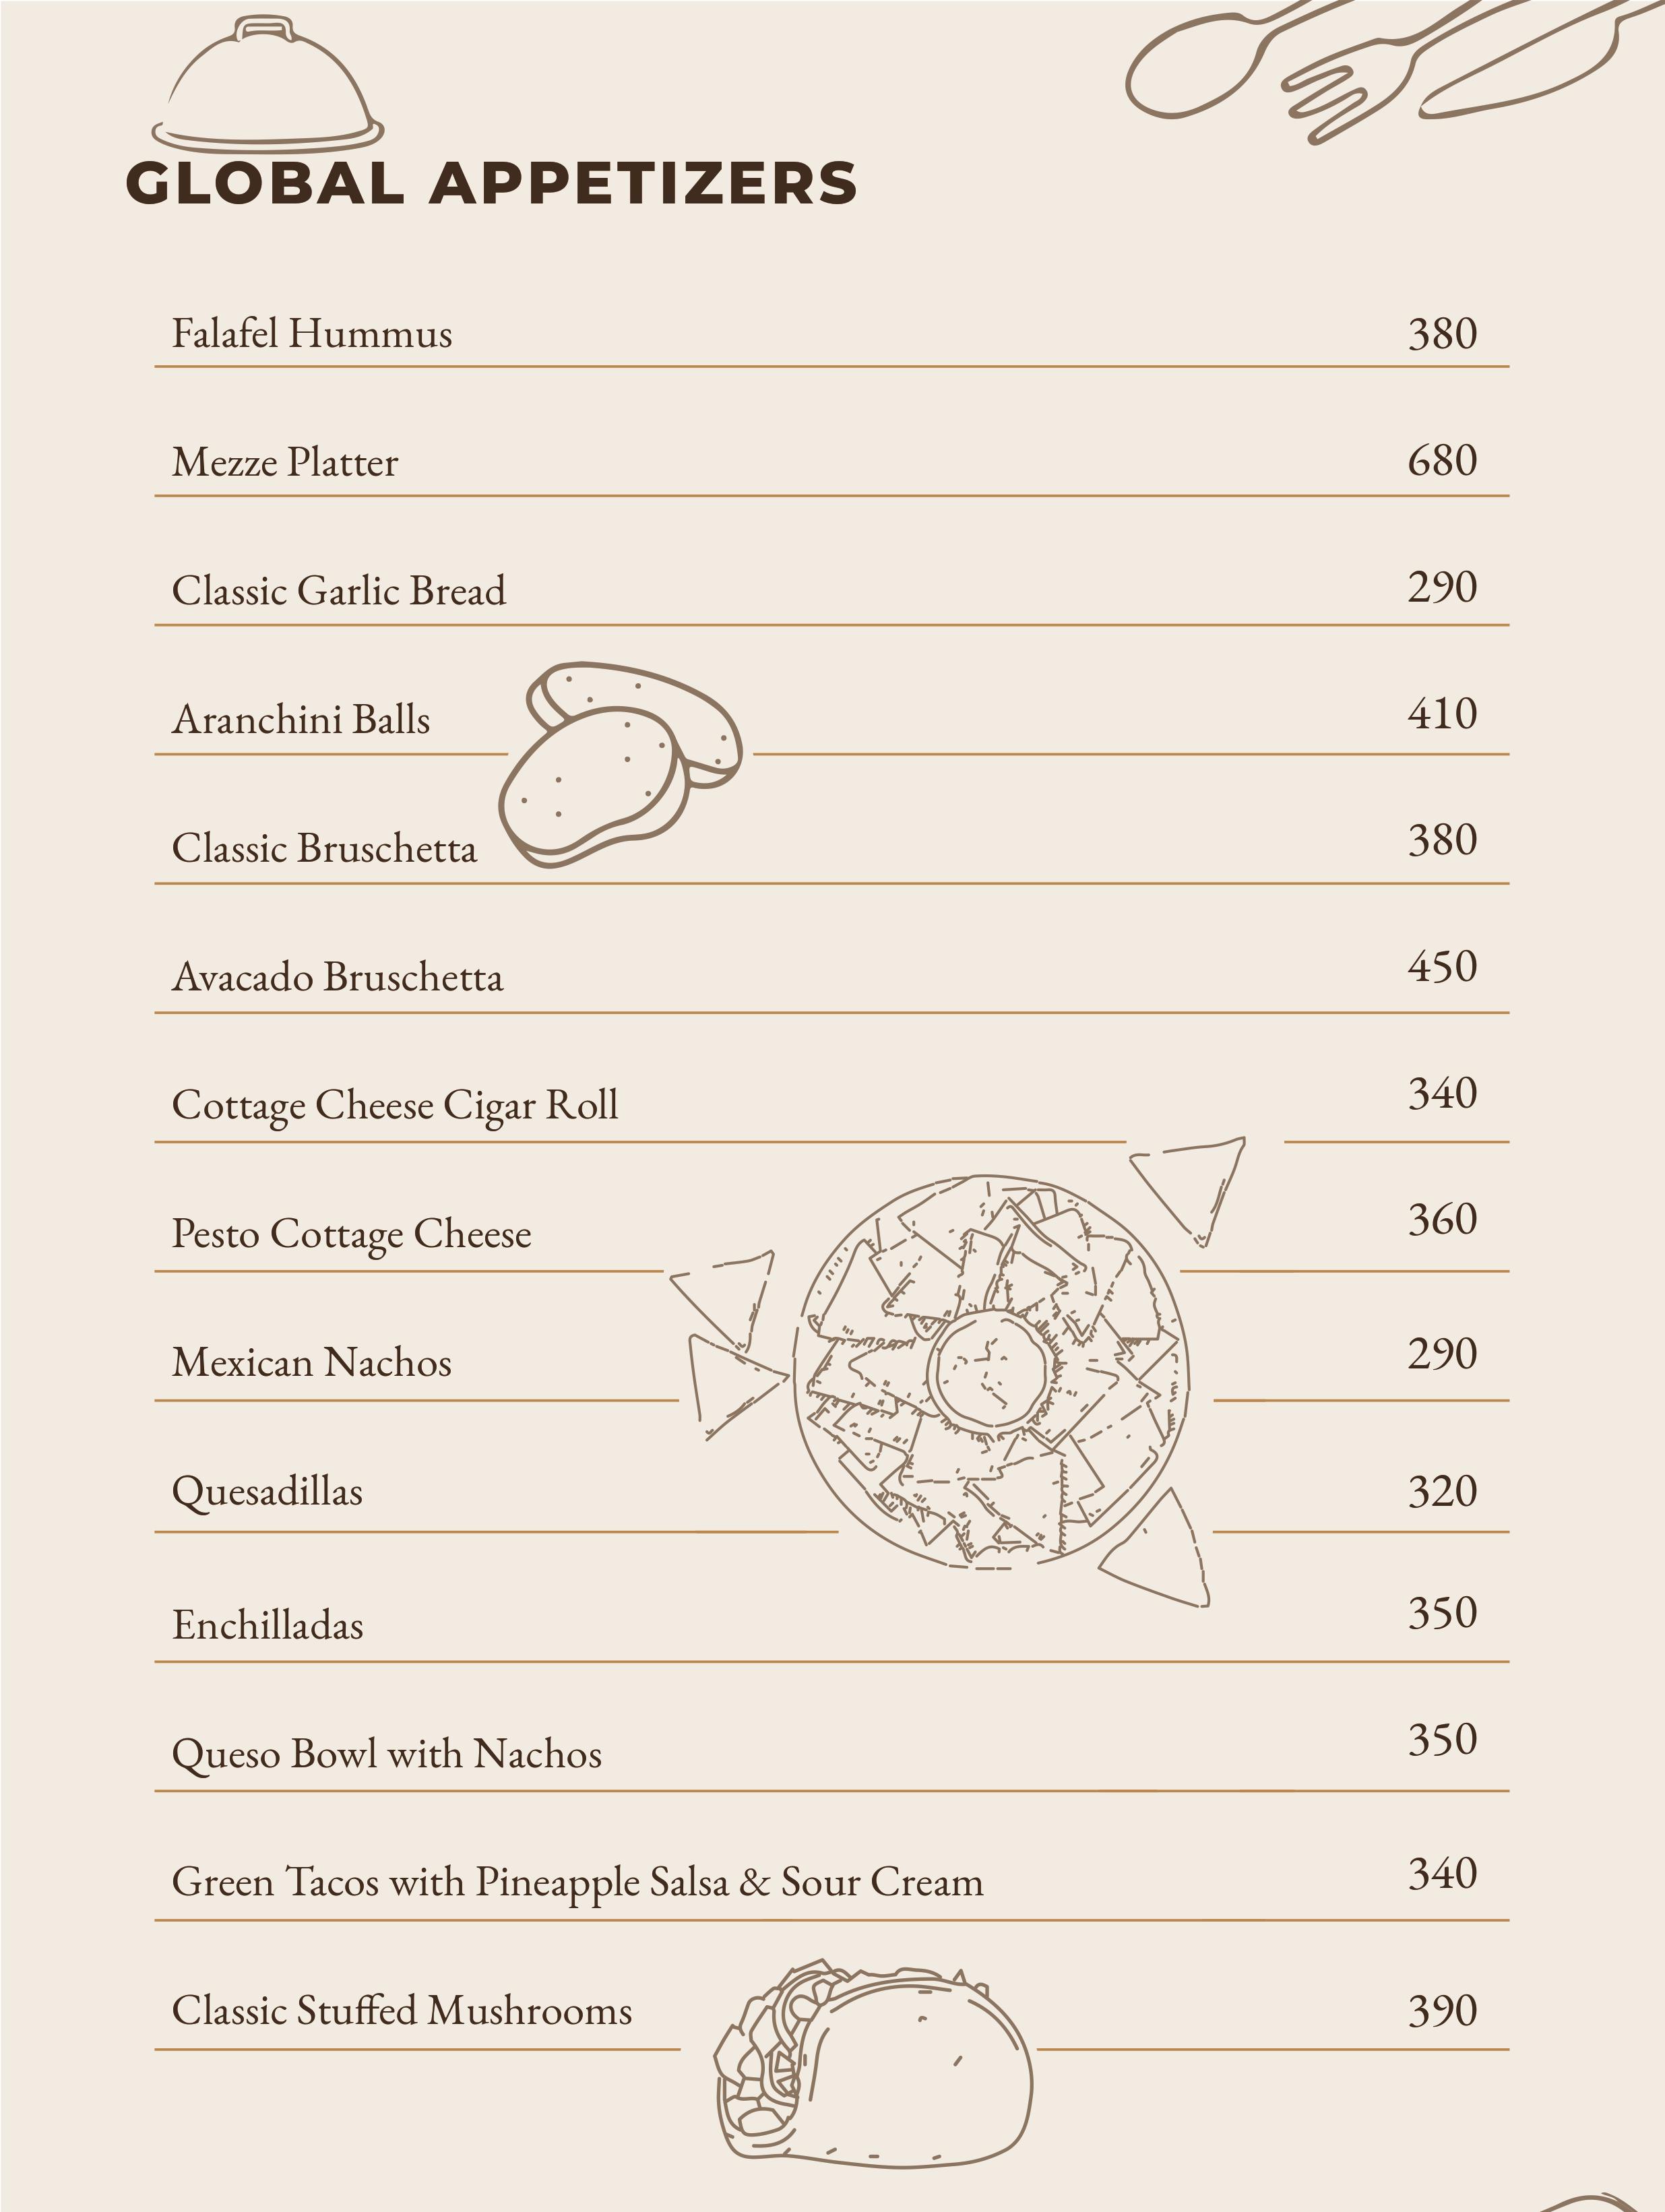 GLOBAL APPETIZERS
Falafel Hummus 380
Mezze Platter 680
Classic Garlic Bread 290
Aranchini Balls 410
Classic Bruschetta 380
Avacado Bruschetta 450
Cottage Cheese Cigar Roll 340
Pesto Cottage Cheese 360
Mexican Nachos 290
Quesadillas 320
Enchilladas 350
Queso Bowl with Nachos 350
Green Tacos with Pineapple Salsa & Sour Cream 340
Classic Stuffed Mushrooms 390